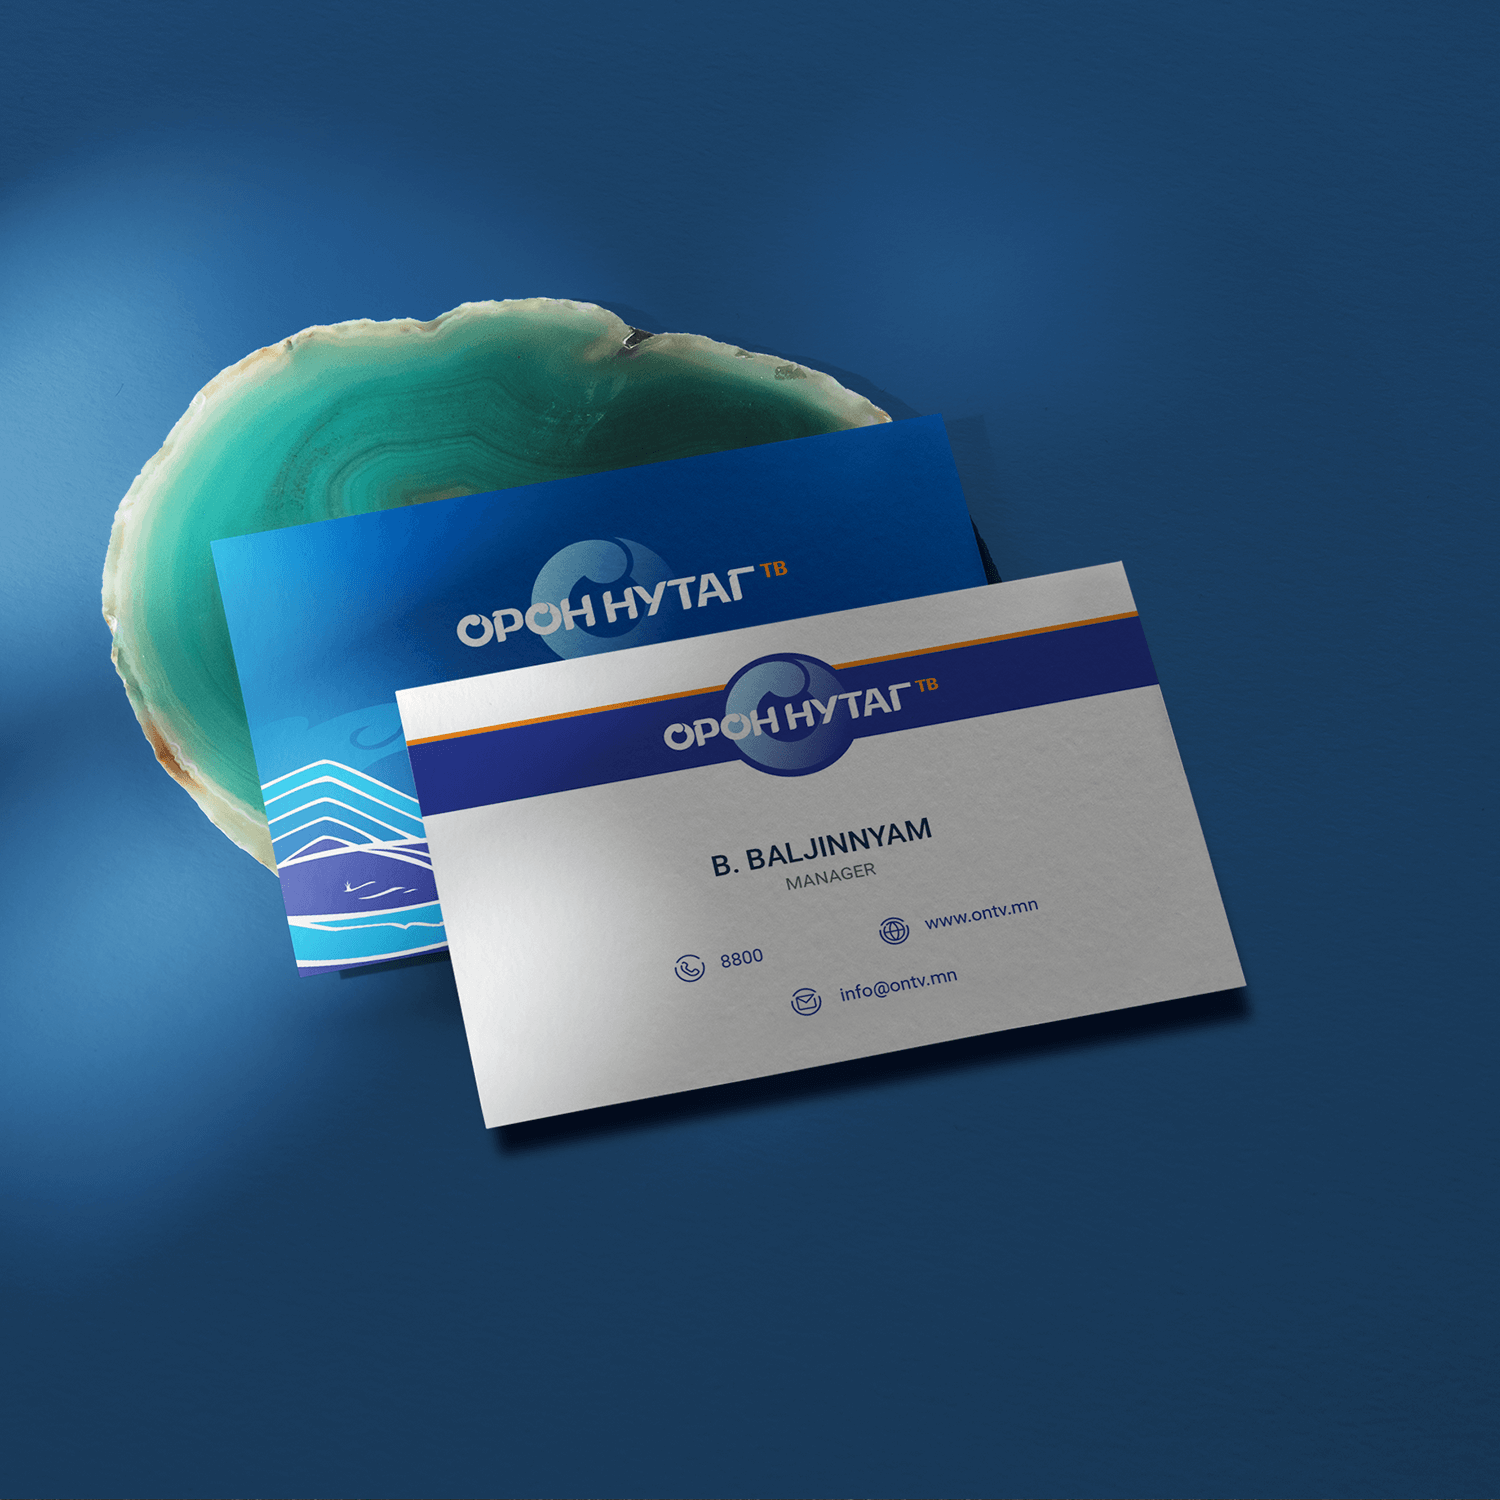 ОРОН НУТАГ ТВ
ОРОН НУТАГ ТВ
B. BALJINNYAM
MANAGER
www.ontv.mn
8800
info@ontv.mn